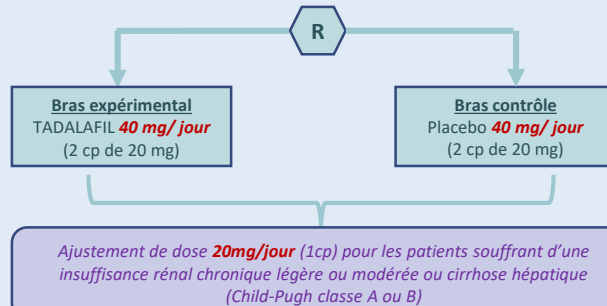 R
Bras expérimental
TADALAFIL 40 mg/ jour
(2 cp de 20 mg)
Bras contrôle
Placebo 40 mg/ jour
(2 cp de 20 mg)
Ajustement de dose 20mg/jour (1cp) pour les patients souffrant d'une
insuffisance rénal chronique légère ou modérée ou cirrhose hépatique
(Child-Pugh classe A ou B)